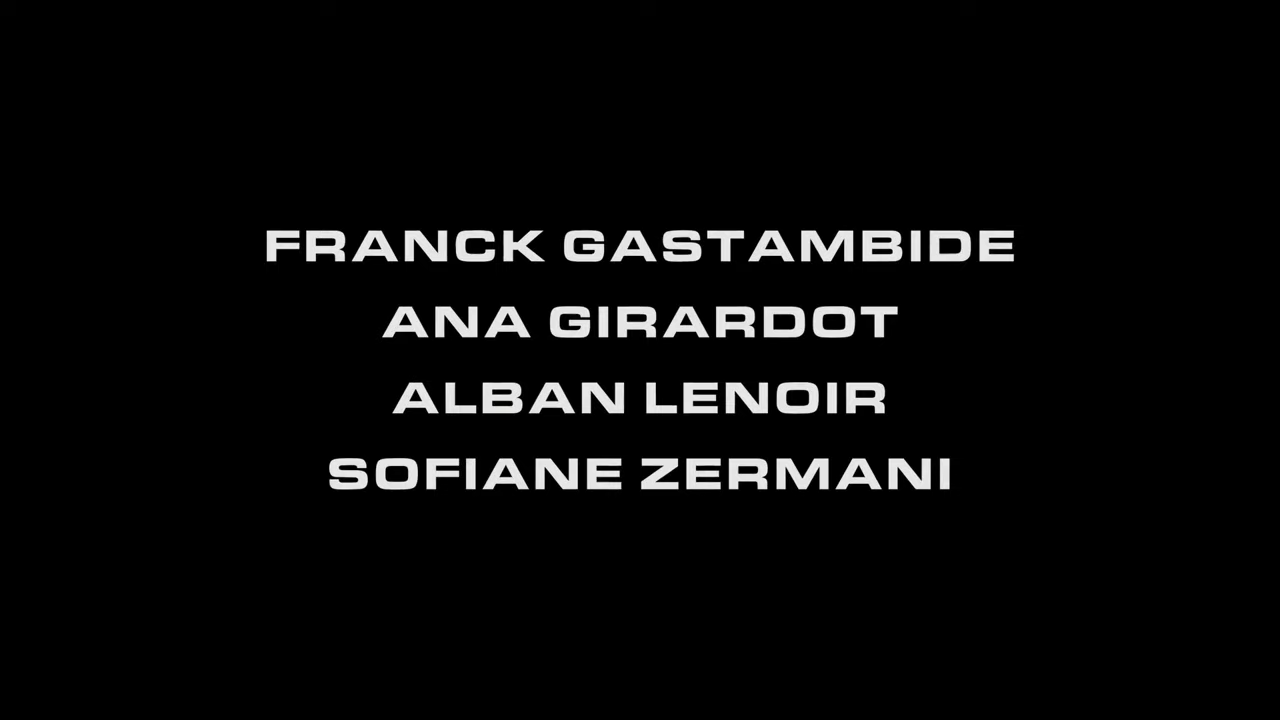 FRANCK GASTAMBIDE
ANA GIRARDOT
ALBAN LENOIR
SOFIANE ZERMANI